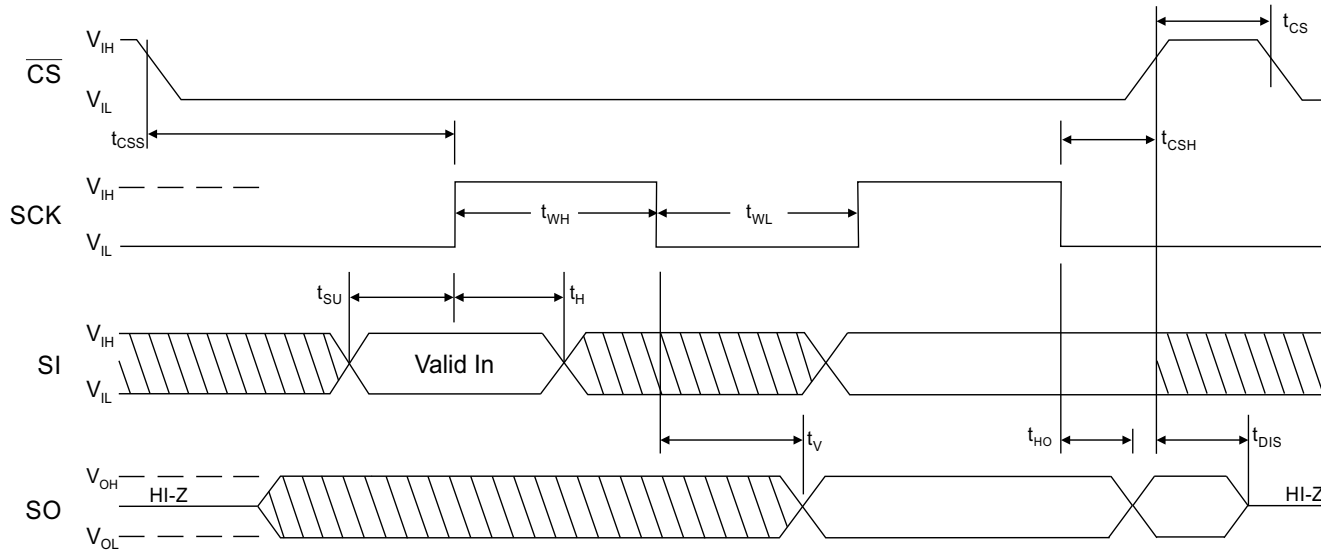 V_IH
t_CS
CS
V_IL
t_CSS
t_CSH
V_IH
SCK
t_WH
t_WL
V_IL
t_SU
t_H
V_IH
SI
Valid In
V_IL
t_V
t_HO
t_DIS
V_OH
HI-Z
HI-Z
SO
V_OL